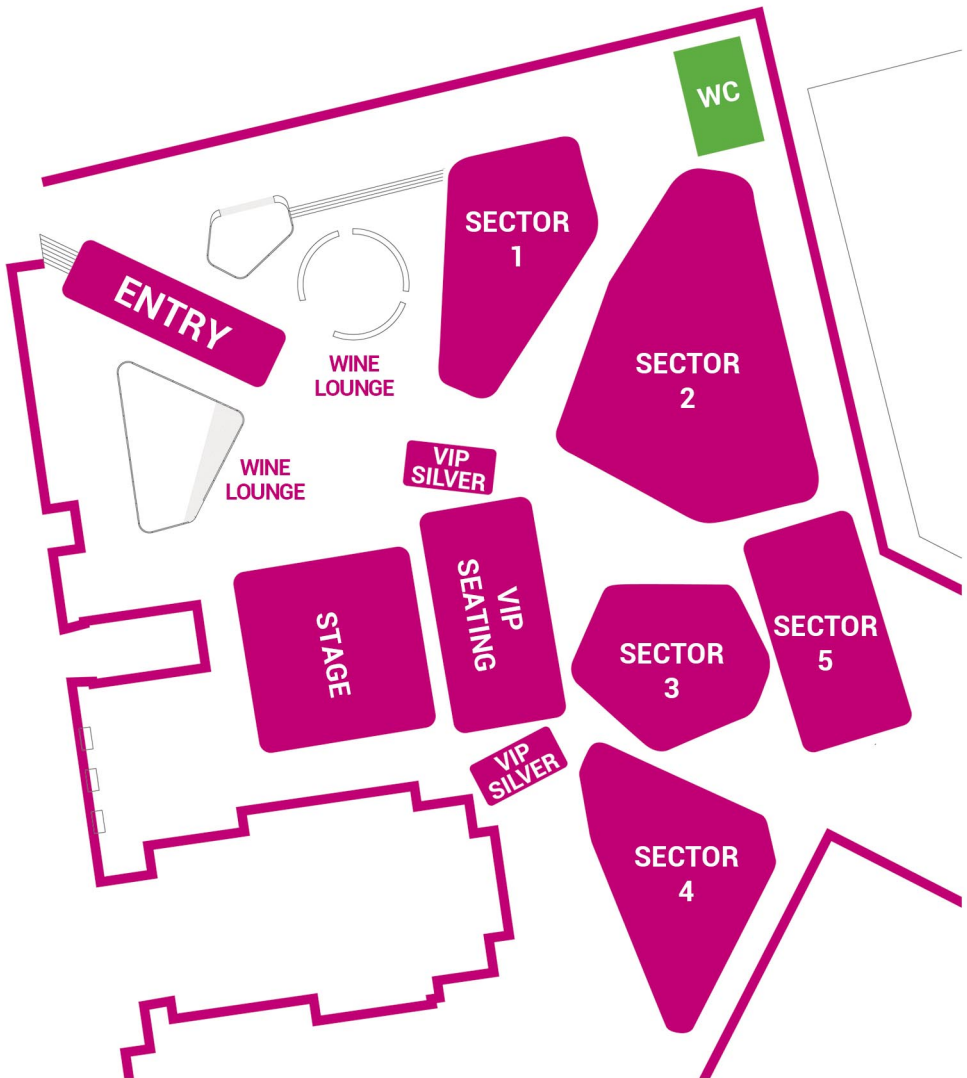 WC
SECTOR
1
ENTRY
WINE
LOUNGE
SECTOR
2
VIP
SILVER
WINE
LOUNGE
STAGE
VIP
SEATING
SECTOR
3
SECTOR
5
VIP
SILVER
SECTOR
4